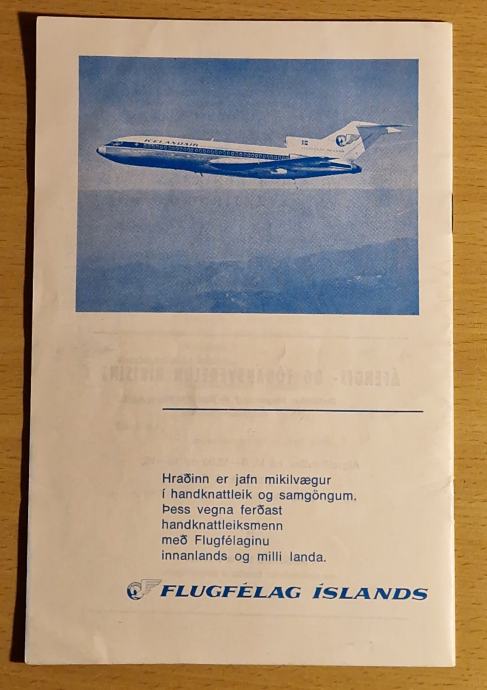 ICELANDAIR
Hraðinn er jafn mikilvægur
í handknattleik og samgöngum.
Þess vegna ferðast
handknattleiksmenn
með Flugfélaginu
innanlands og milli landa.
FLUGFÉLAG ÍSLANDS